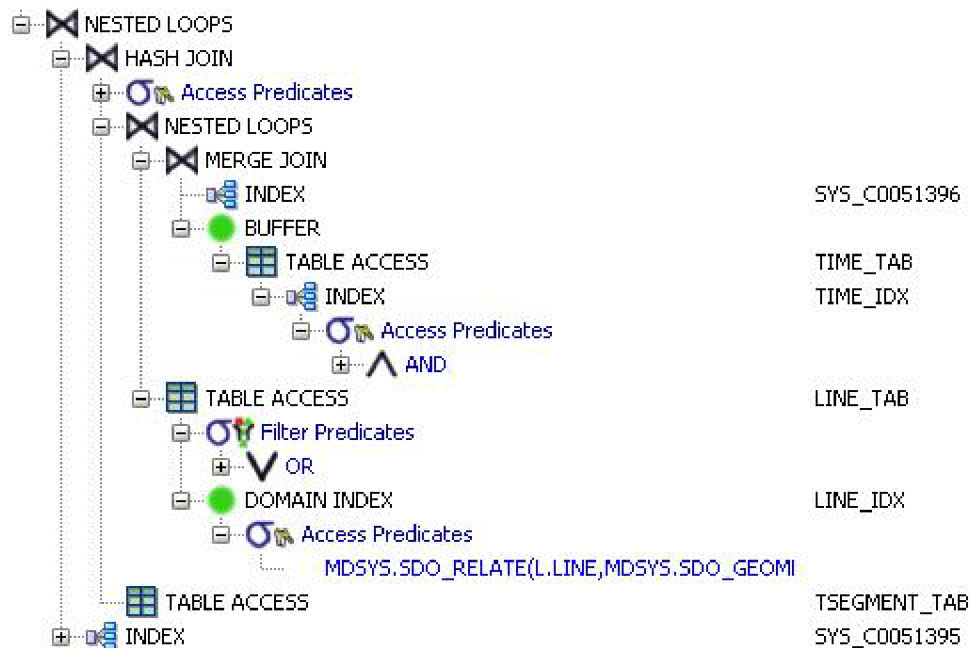 NESTED LOOPS
HASH JOIN
Access Predicates
NESTED LOOPS
MERGE JOIN
INDEX SYS_C0051396
BUFFER
TABLE ACCESS TIME_TAB
INDEX TIME_IDX
Access Predicates
AND
TABLE ACCESS LINE_TAB
Filter Predicates
OR
DOMAIN INDEX LINE_IDX
Access Predicates
MDSYS.SDO_RELATE(L.LINE,MDSYS.SDO_GEOMI
TABLE ACCESS TSEGMENT_TAB
INDEX SYS_C0051395